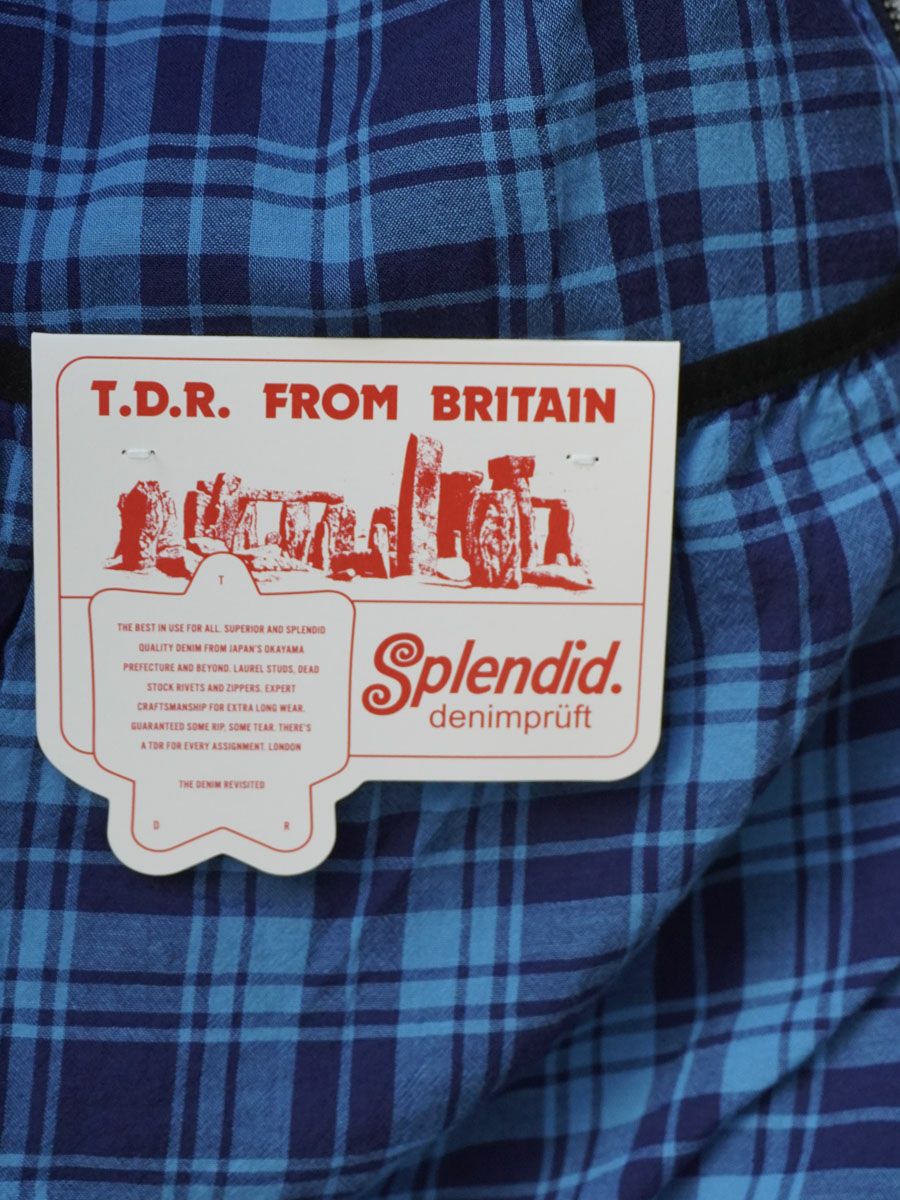 T.D.R. FROM BRITAIN
T
THE BEST IN USE FOR ALL. SUPERIOR AND SPLENDID
QUALITY DENIM FROM JAPAN'S OKAYAMA
PREFECTURE AND BEYOND. LAUREL STUDS, DEAD
STOCK RIVETS AND ZIPPERS. EXPERT
CRAFTSMANSHIP FOR EXTRA LONG WEAR.
GUARANTEED SOME RIP, SOME TEAR. THERE'S
A TDR FOR EVERY ASSIGNMENT. LONDON
THE DENIM REVISITED
D R
Splendid.
denimprüft